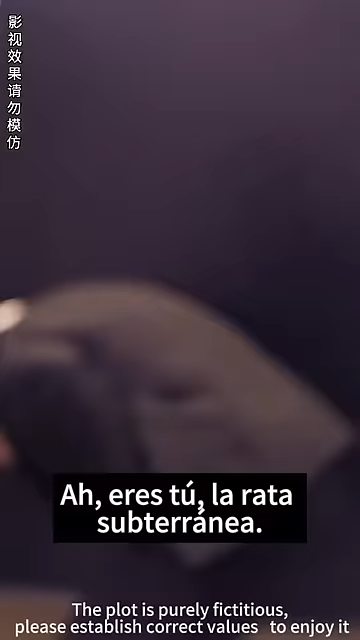 影视效果请勿模仿
Ah, eres tú, la rata
subterránea.
The plot is purely fictitious,
please establish correct values to enjoy it